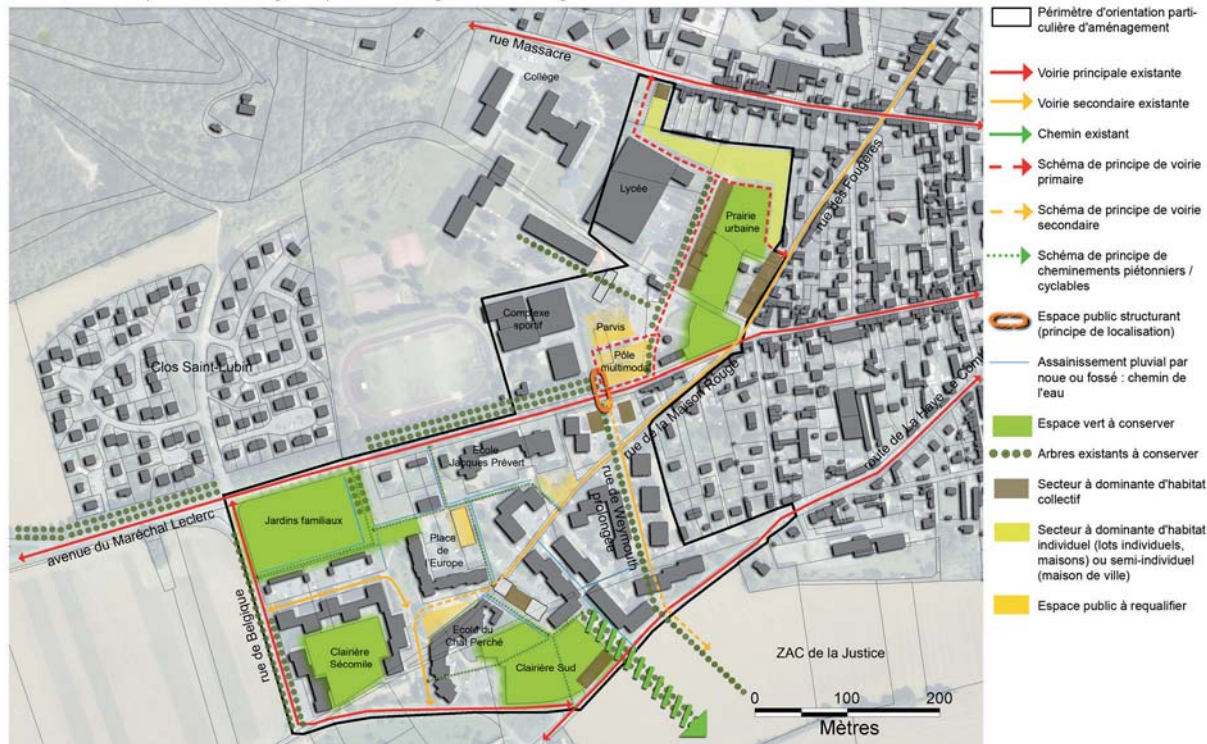 rue Massacre
Collège
Lycée
Prairie
urbaine
rue des Fougères
Complexe
sportif
Parvis
Pôle
multimodal
Clos Saint-Lubin
rue de la Maison Rouge
Ecole
Jacques Prévert
rue de Weymouth
prolongée
avenue du Maréchal Leclerc
Jardins familiaux
Place
de
l'Europe
rue de Belgique
Clairière
Sécomile
Ecole du
Chat Perché
Clairière Sud
ZAC de la Justice
route de La Haye Le Com
0 100 200
Mètres
Périmètre d'orientation parti-
culière d'aménagement
Voirie principale existante
Voirie secondaire existante
Chemin existant
Schéma de principe de voirie
primaire
Schéma de principe de voirie
secondaire
Schéma de principe de
cheminements piétonniers /
cyclables
Espace public structurant
(principe de localisation)
Assainissement pluvial par
noue ou fossé : chemin de
l'eau
Espace vert à conserver
Arbres existants à conserver
Secteur à dominante d'habitat
collectif
Secteur à dominante d'habitat
individuel (lots individuels,
maisons) ou semi-individuel
(maison de ville)
Espace public à requalifier